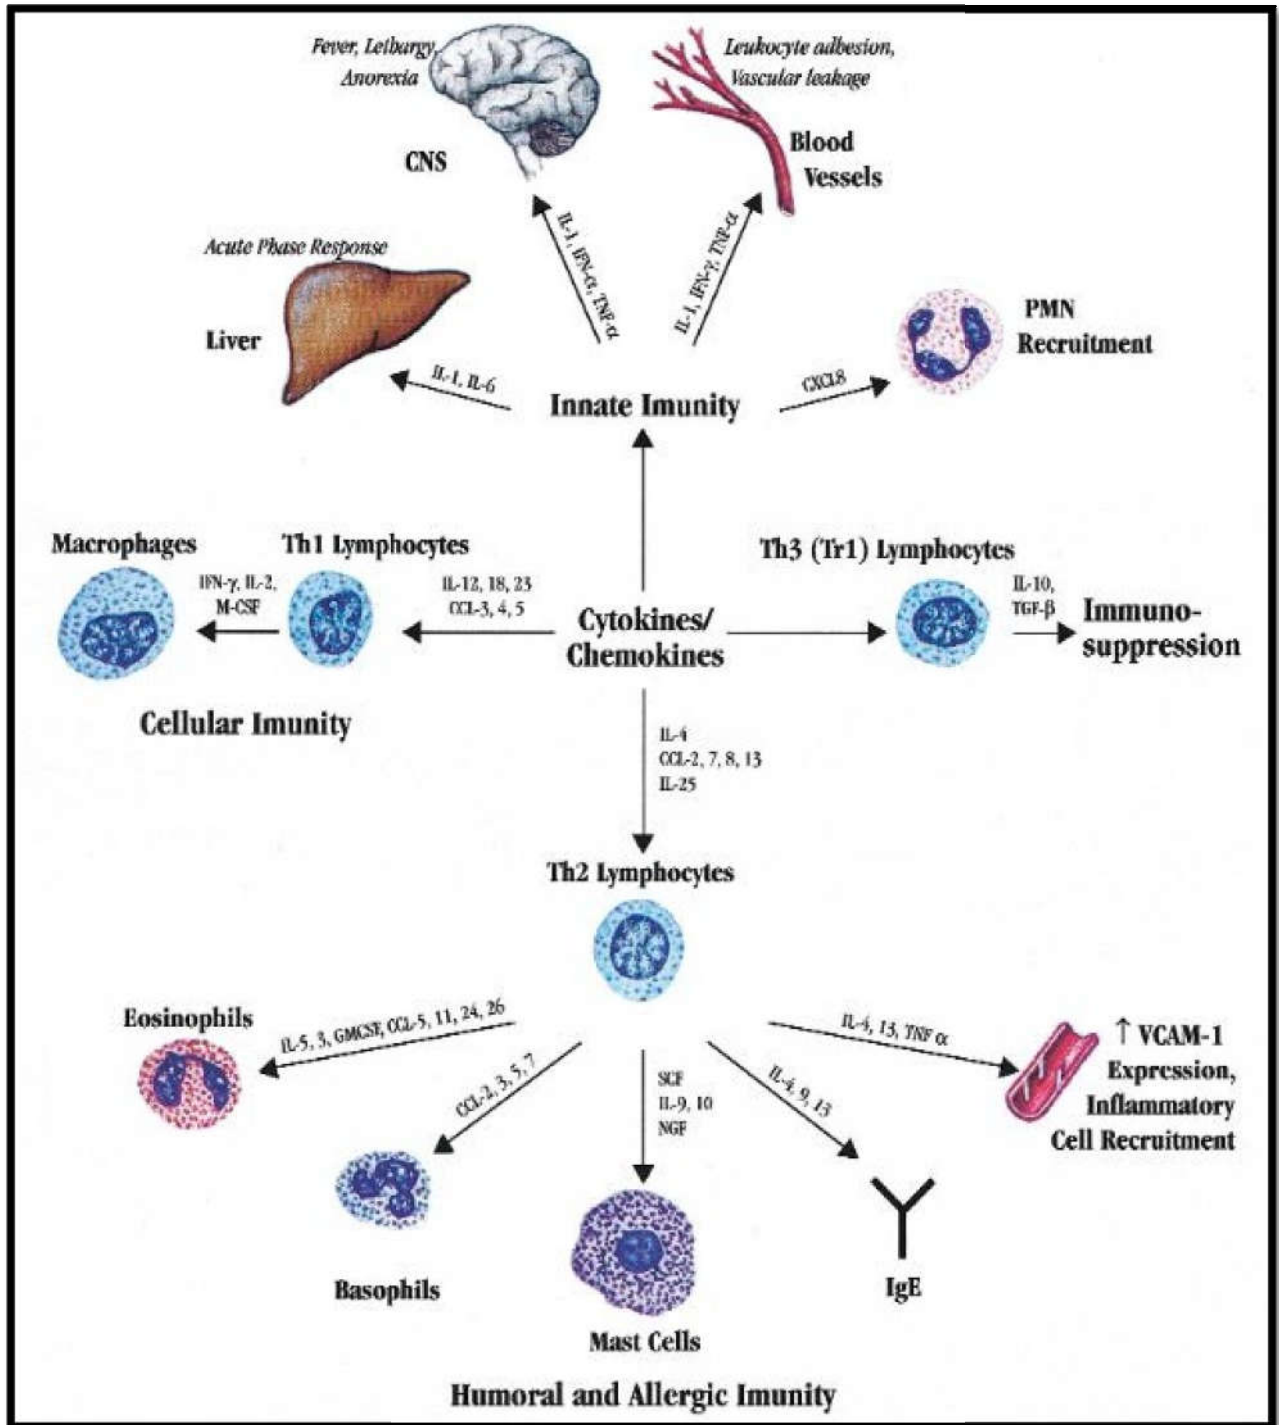 Fever, Lethargy,
Anorexia
CNS
Leukocyte adhesion,
Vascular leakage
Blood
Vessels
IL-1, IFN-α, TNF-α
IL-1, IFN-γ, TNF-α
Acute Phase Response
Liver
IL-1, IL-6
Innate Imunity
CXCL8
PMN
Recruitment
Macrophages
IFN-γ, IL-2,
M-CSF
Th1 Lymphocytes
IL-12, 18, 23
CCL-3, 4, 5
Cellular Imunity
Cytokines/
Chemokines
Th3 (Tr1) Lymphocytes
IL-10,
TGF-β
Immuno-
suppression
IL-4
CCL-2, 7, 8, 13
IL-25
Th2 Lymphocytes
Eosinophils
IL-5, 3, GMCSF, CCL-5, 11, 24, 26
CCL-2, 3, 5, 7
SCF
IL-9, 10
NGF
IL-4, 9, 13
IL-4, 13, TNF α
↑ VCAM-1
Expression,
Inflammatory
Cell Recruitment
Basophils
Mast Cells
IgE
Humoral and Allergic Imunity